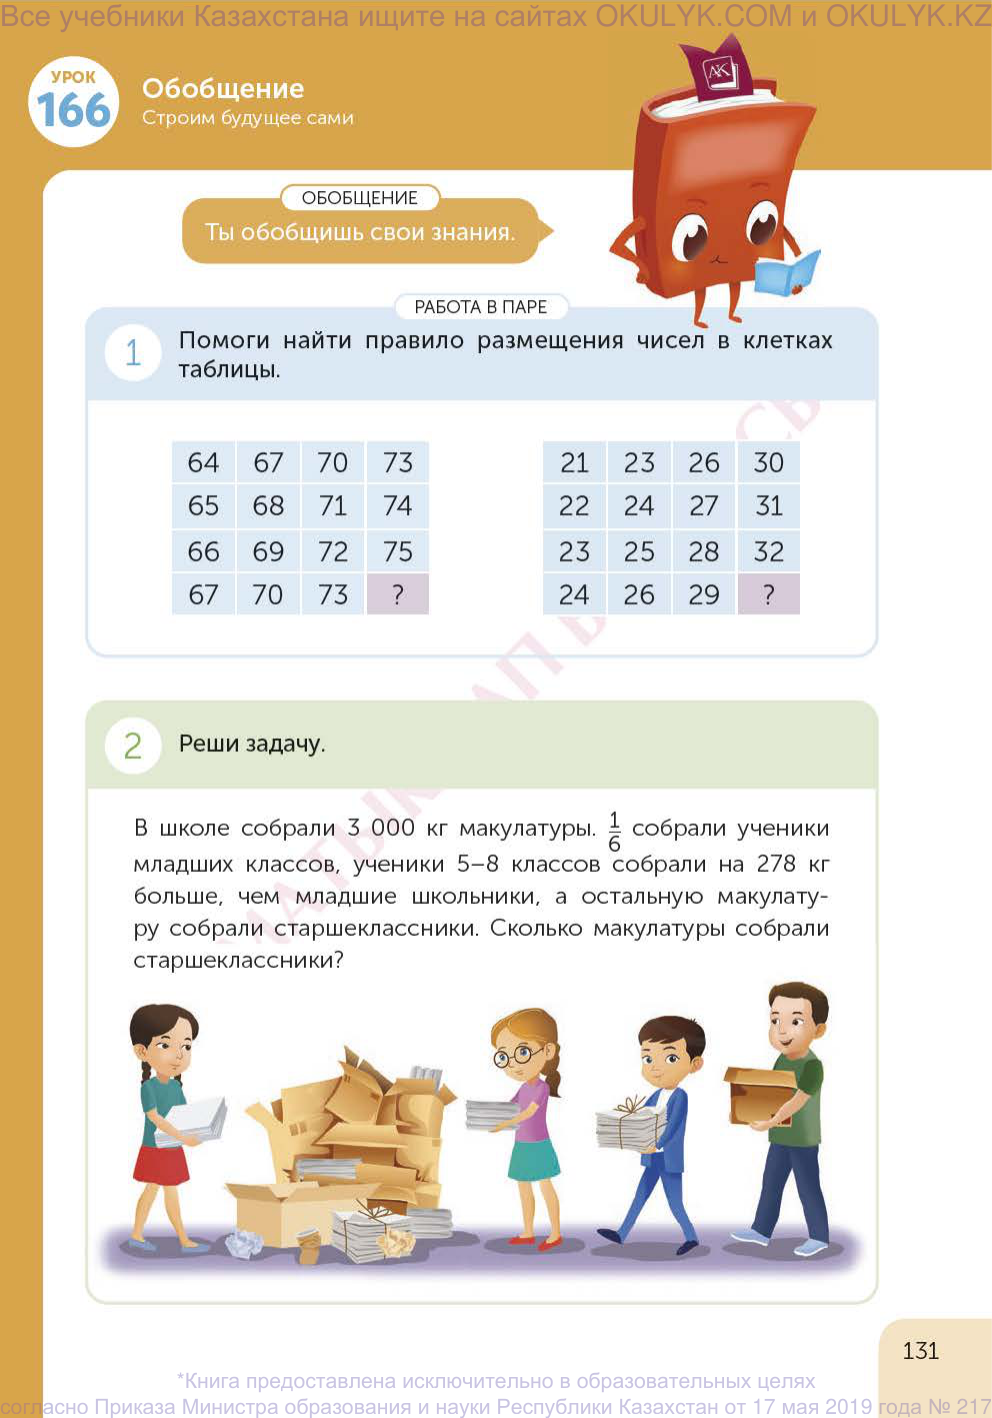 Все учебники Казахстана ищите на сайтах OKULYK.COM и OKULYK.KZ
УРОК
166
Обобщение
Строим будущее сами
АК
ОБОБЩЕНИЕ
Ты обобщишь свои знания.
РАБОТА В ПАРЕ
1
Помоги найти правило размещения чисел в клетках
таблицы.
64 67 70 73
65 68 71 74
66 69 72 75
67 70 73 ?
21 23 26 30
22 24 27 31
23 25 28 32
24 26 29 ?
2
Реши задачу.
В школе собрали 3 000 кг макулатуры. 1/6 собрали ученики
младших классов, ученики 5–8 классов собрали на 278 кг
больше, чем младшие школьники, а остальную макулату-
ру собрали старшеклассники. Сколько макулатуры собрали
старшеклассники?
131
*Книга предоставлена исключительно в образовательных целях
согласно Приказа Министра образования и науки Республики Казахстан от 17 мая 2019 года № 217